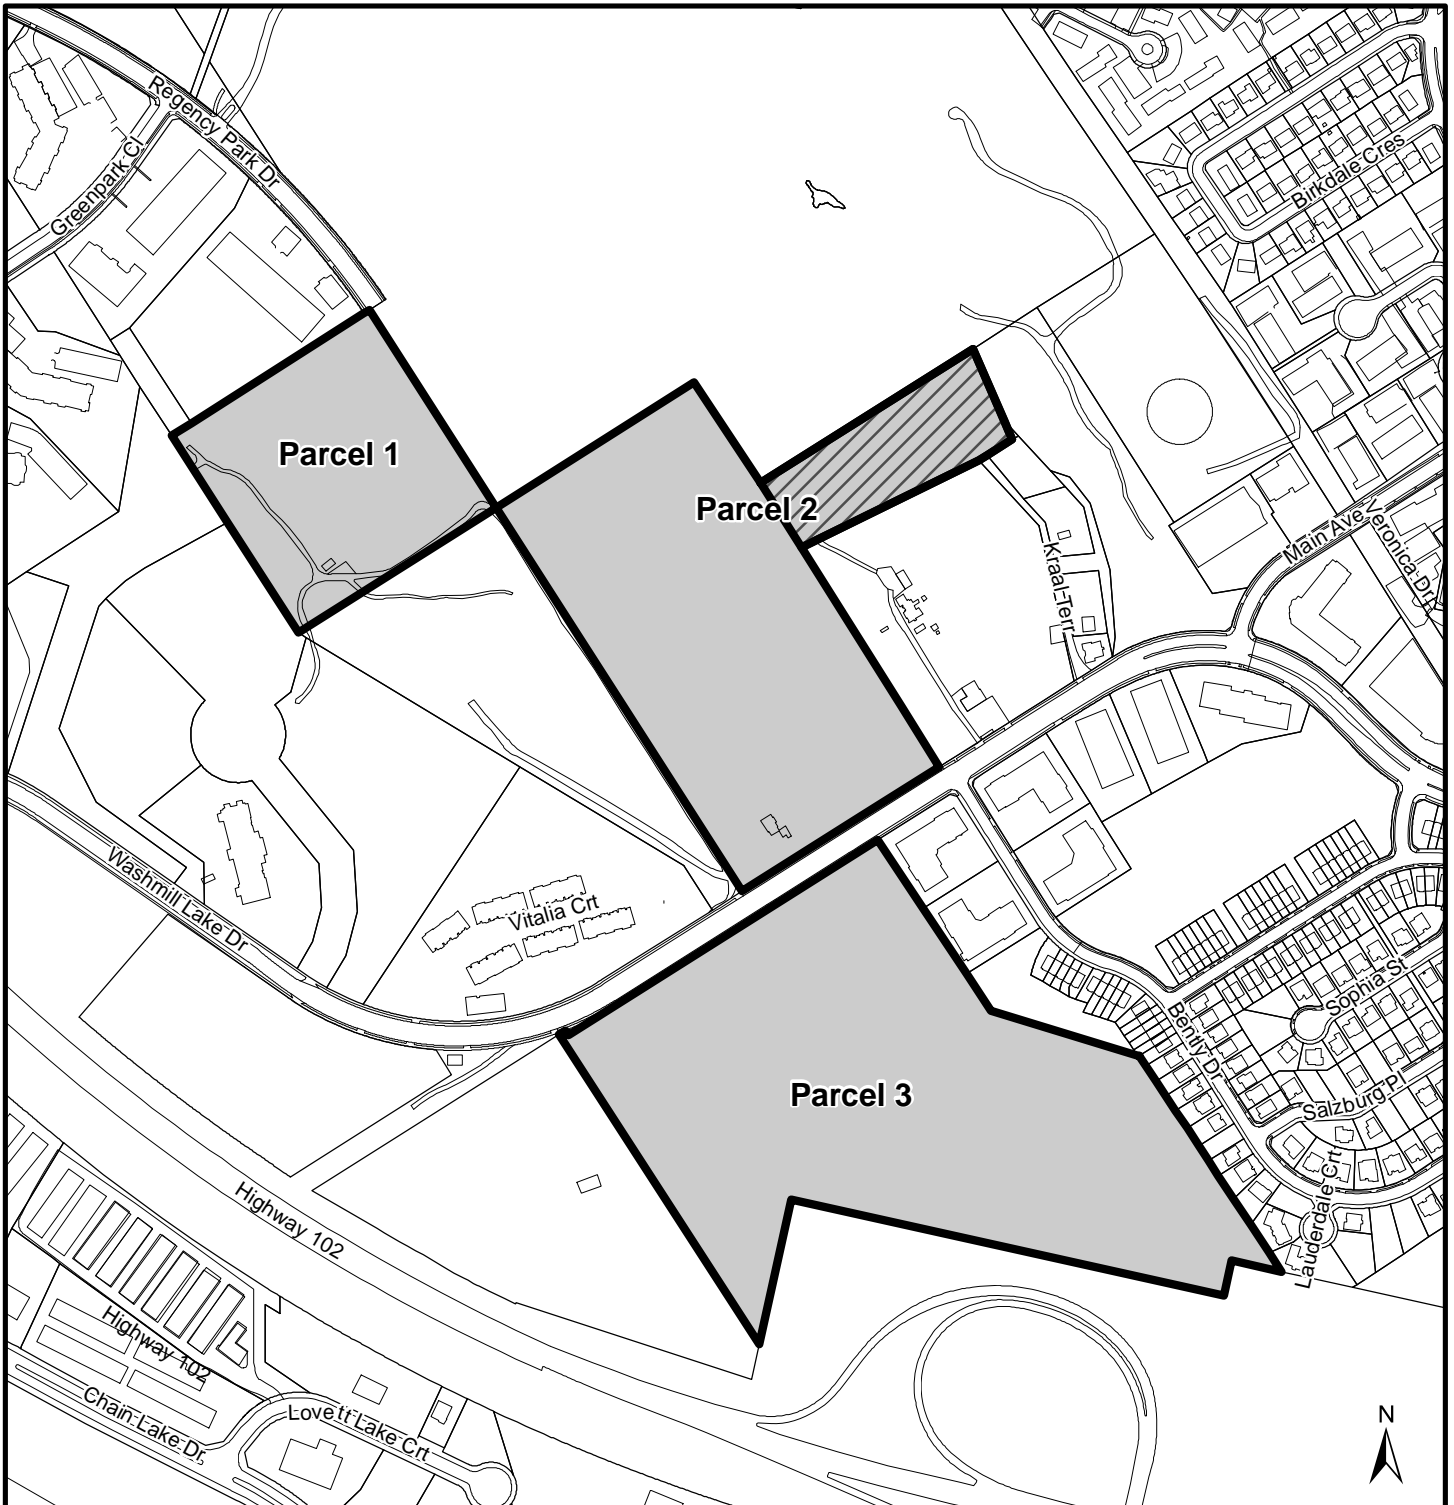 Regency Park Dr
Greenpark Cl
Birkdale Cres
Parcel 1
Parcel 2
Main Ave
Veronica Dr
Kraal Terr
Washmill Lake Dr
Vitalia Crt
Sophia St
Bently Dr
Salzburg Pl
Parcel 3
Lauderdale Crt
Highway 102
Highway 102
Chain Lake Dr
Lovett Lake Crt
N